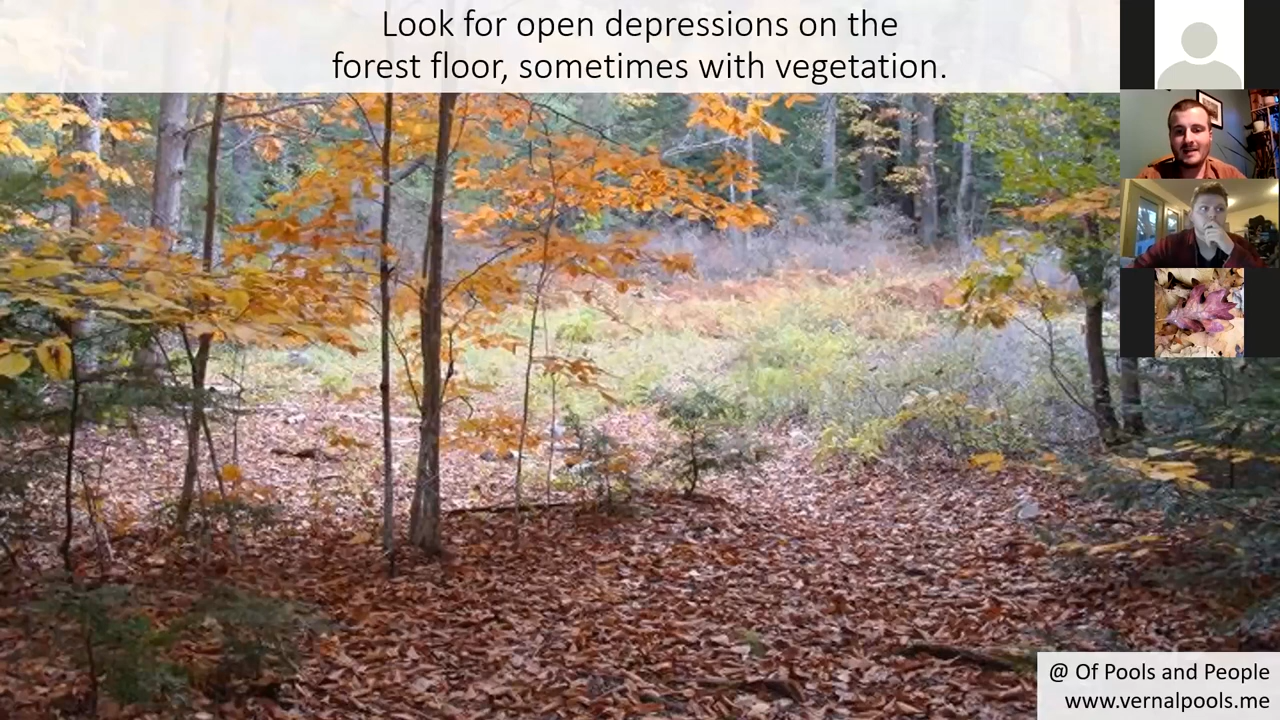 Look for open depressions on the
forest floor, sometimes with vegetation.
@ Of Pools and People
www.vernalpools.me